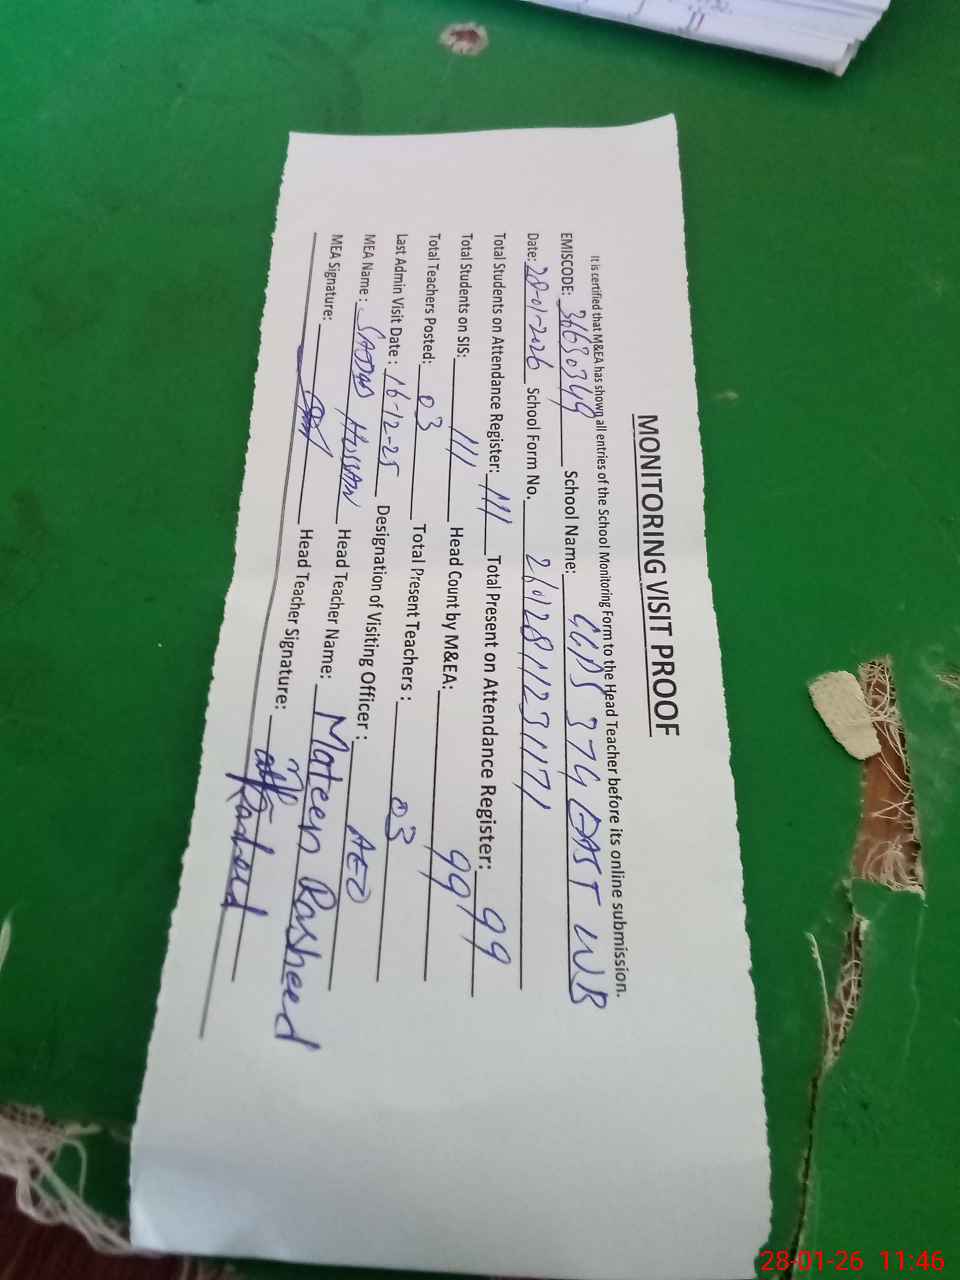 MONITORING VISIT PROOF
It is certified that M&EA has shown all entries of the School Monitoring Form to the Head Teacher before its online submission.
EMISCODE: 36630349 School Name: GGPS 374 EAST WB
Date: 28-01-2026 School Form No. 260128112311171
Total Students on Attendance Register: 111 Total Present on Attendance Register: 99
Total Students on SIS: 111 Head Count by M&EA: 99
Total Teachers Posted: 03 Total Present Teachers : 03
Last Admin Visit Date : 16-12-25 Designation of Visiting Officer : AEO
MEA Name : Hussain Head Teacher Name: Mateen Rasheed
MEA Signature: Head Teacher Signature:
28-01-26 11:46